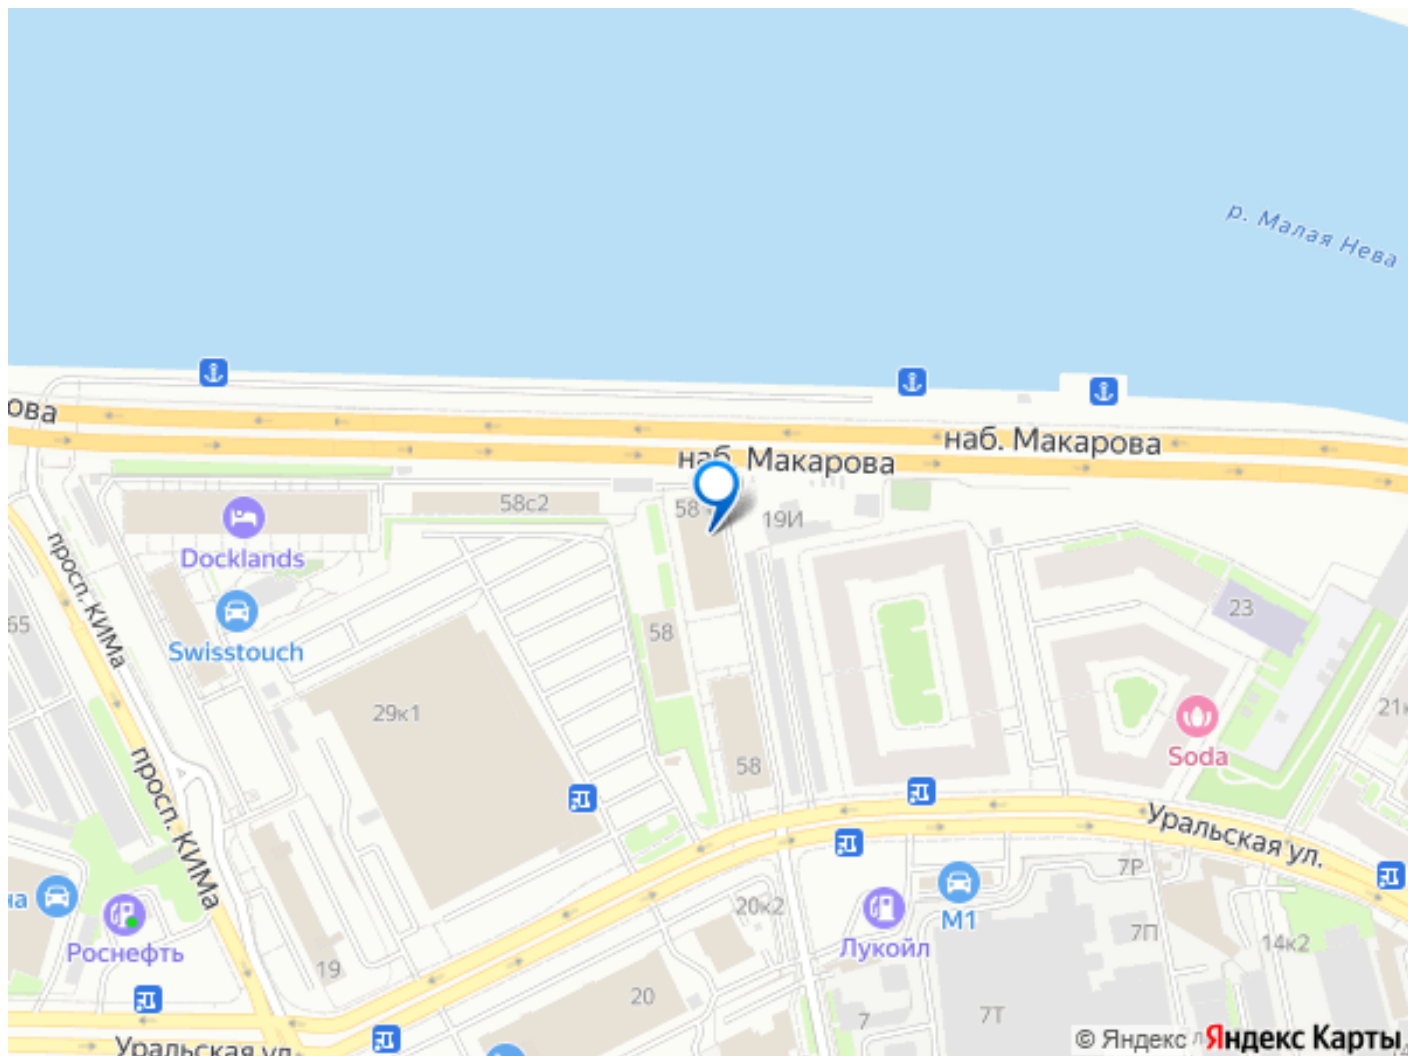 р. Малая Нева
ова
наб. Макарова
наб. Макарова
58с2
58
19И
Docklands
просп. КИМа
65
Swisstouch
58
23
29к1
21к
Soda
58
просп. КИМа
Уральская ул.
7Р
на
М1
20к2
Роснефть
Лукойл
7П
14к2
19
20
7
7Т
Уральская ул.
© Яндекс
Яндекс Карты